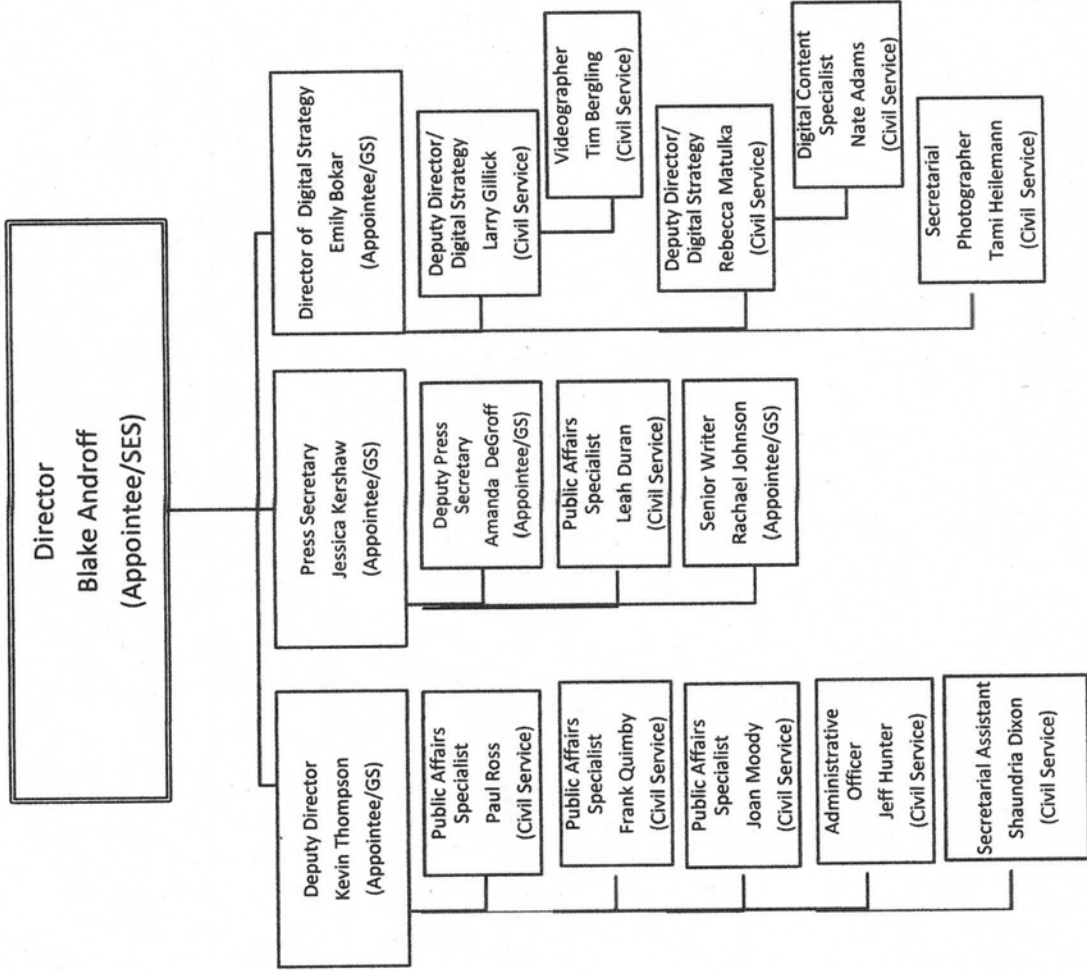 Director
Blake Androff
(Appointee/SES)
Deputy Director
Kevin Thompson
(Appointee/GS)
Public Affairs
Specialist
Paul Ross
(Civil Service)
Public Affairs
Specialist
Frank Quimby
(Civil Service)
Public Affairs
Specialist
Joan Moody
(Civil Service)
Administrative
Officer
Jeff Hunter
(Civil Service)
Secretarial Assistant
Shaundria Dixon
(Civil Service)
Press Secretary
Jessica Kershaw
(Appointee/GS)
Deputy Press
Secretary
Amanda DeGroff
(Appointee/GS)
Public Affairs
Specialist
Leah Duran
(Civil Service)
Senior Writer
Rachael Johnson
(Appointee/GS)
Director of Digital Strategy
Emily Bokar
(Appointee/GS)
Deputy Director/
Digital Strategy
Larry Gillick
(Civil Service)
Videographer
Tim Bergling
(Civil Service)
Deputy Director/
Digital Strategy
Rebecca Matulka
(Civil Service)
Digital Content
Specialist
Nate Adams
(Civil Service)
Secretarial
Photographer
Tami Heilemann
(Civil Service)